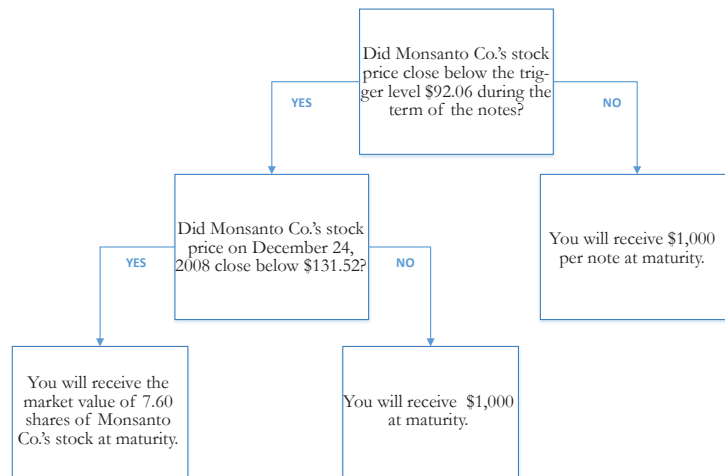 Did Monsanto Co.'s stock
price close below the trig-
ger level $92.06 during the
term of the notes?
YES
NO
Did Monsanto Co.'s stock
price on December 24,
2008 close below $131.52?
You will receive $1,000
per note at maturity.
YES
NO
You will receive the
market value of 7.60
shares of Monsanto
Co.'s stock at maturity.
You will receive $1,000
at maturity.